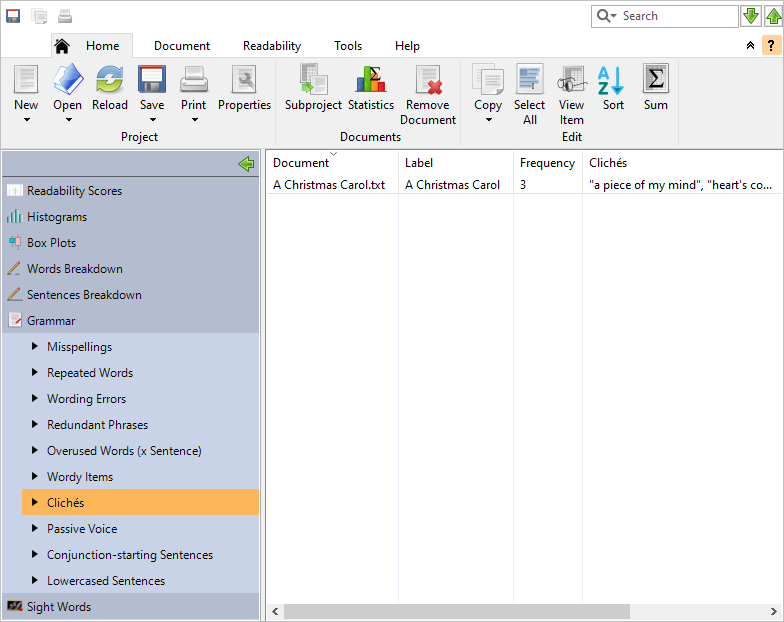 Search
Home Document Readability Tools Help
?
New Open Reload Save Print Properties Subproject Statistics Remove Document Copy Select All View Item Sort Sum
Project Documents Edit
Document Label Frequency Clichés
A Christmas Carol.txt A Christmas Carol 3 "a piece of my mind", "heart's co...
Readability Scores
Histograms
Box Plots
Words Breakdown
Sentences Breakdown
Grammar
Misspellings
Repeated Words
Wording Errors
Redundant Phrases
Overused Words (x Sentence)
Wordy Items
Clichés
Passive Voice
Conjunction-starting Sentences
Lowercased Sentences
Sight Words